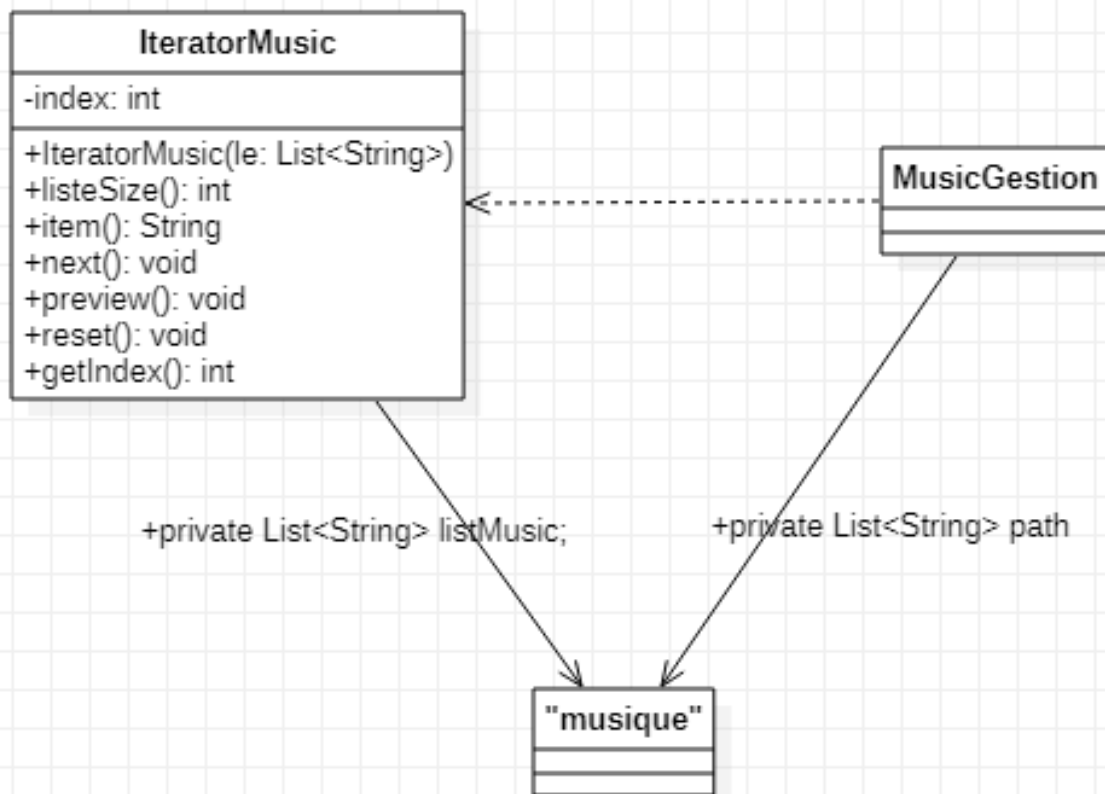 IteratorMusic
-index: int
+IteratorMusic(le: List<String>)
+listeSize(): int
+item(): String
+next(): void
+preview(): void
+reset(): void
+getIndex(): int
MusicGestion
+private List<String> listMusic;
+private List<String> path
"musique"